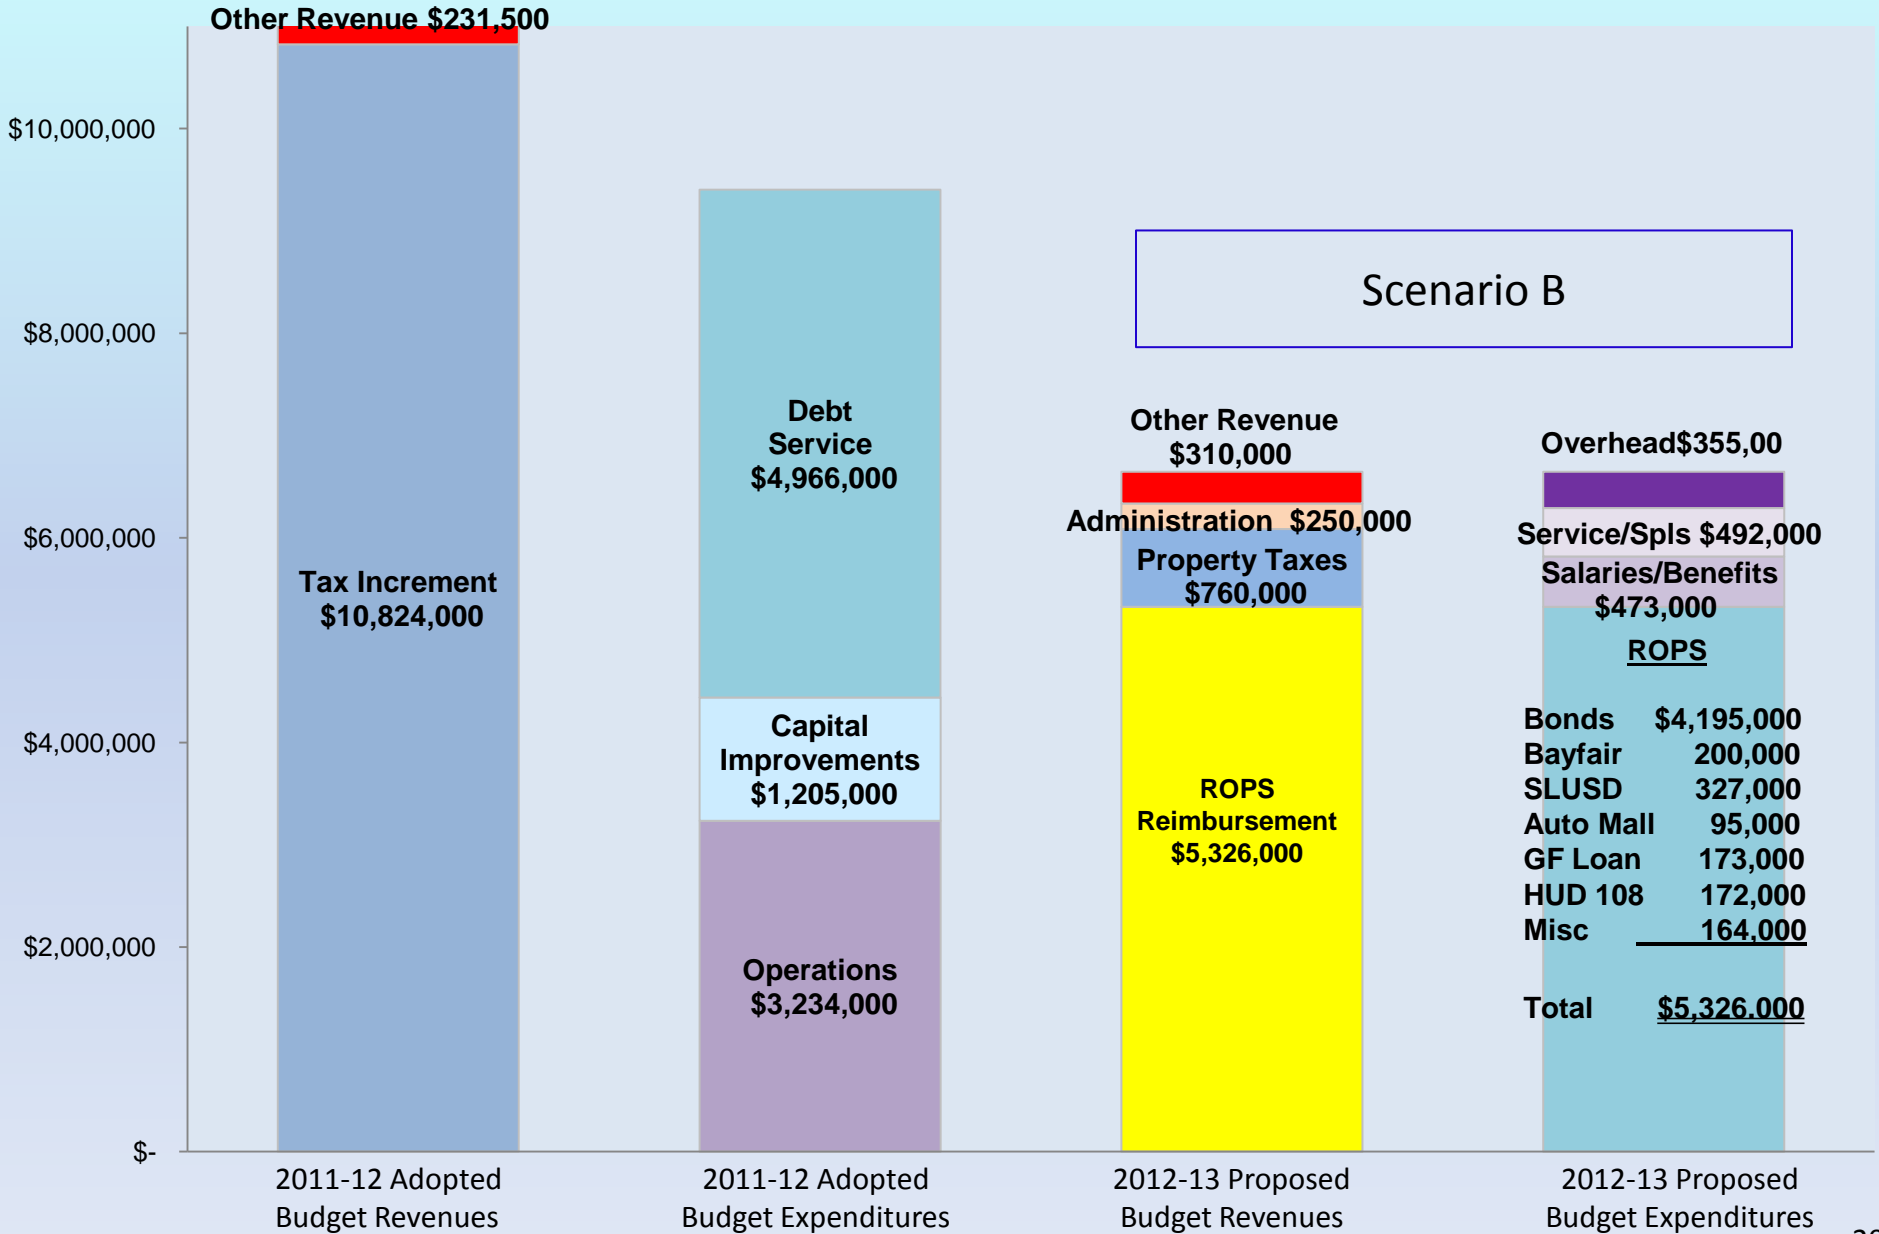 Other Revenue $231,500
$10,000,000
$8,000,000
$6,000,000
$4,000,000
$2,000,000
$-
Tax Increment
$10,824,000
Debt
Service
$4,966,000
Capital
Improvements
$1,205,000
Operations
$3,234,000
Scenario B
Other Revenue
$310,000
Administration $250,000
Property Taxes
$760,000
ROPS
Reimbursement
$5,326,000
Overhead$355,00
Service/Spls $492,000
Salaries/Benefits
$473,000
ROPS
Bonds $4,195,000
Bayfair 200,000
SLUSD 327,000
Auto Mall 95,000
GF Loan 173,000
HUD 108 172,000
Misc 164,000
Total $5,326,000
2011-12 Adopted
Budget Revenues
2011-12 Adopted
Budget Expenditures
2012-13 Proposed
Budget Revenues
2012-13 Proposed
Budget Expenditures